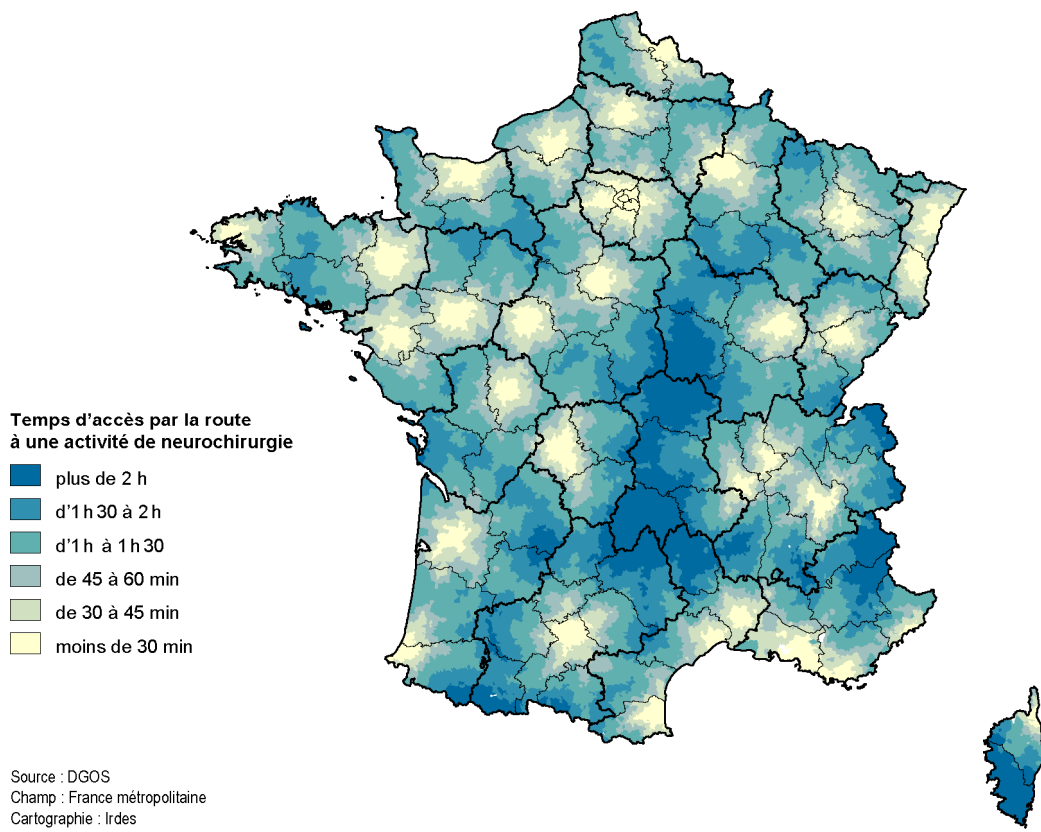 Temps d’accès par la route
à une activité de neurochirurgie
plus de 2 h
d’1 h 30 à 2 h
d’1 h à 1 h 30
de 45 à 60 min
de 30 à 45 min
moins de 30 min
Source : DGOS
Champ : France métropolitaine
Cartographie : Irdes